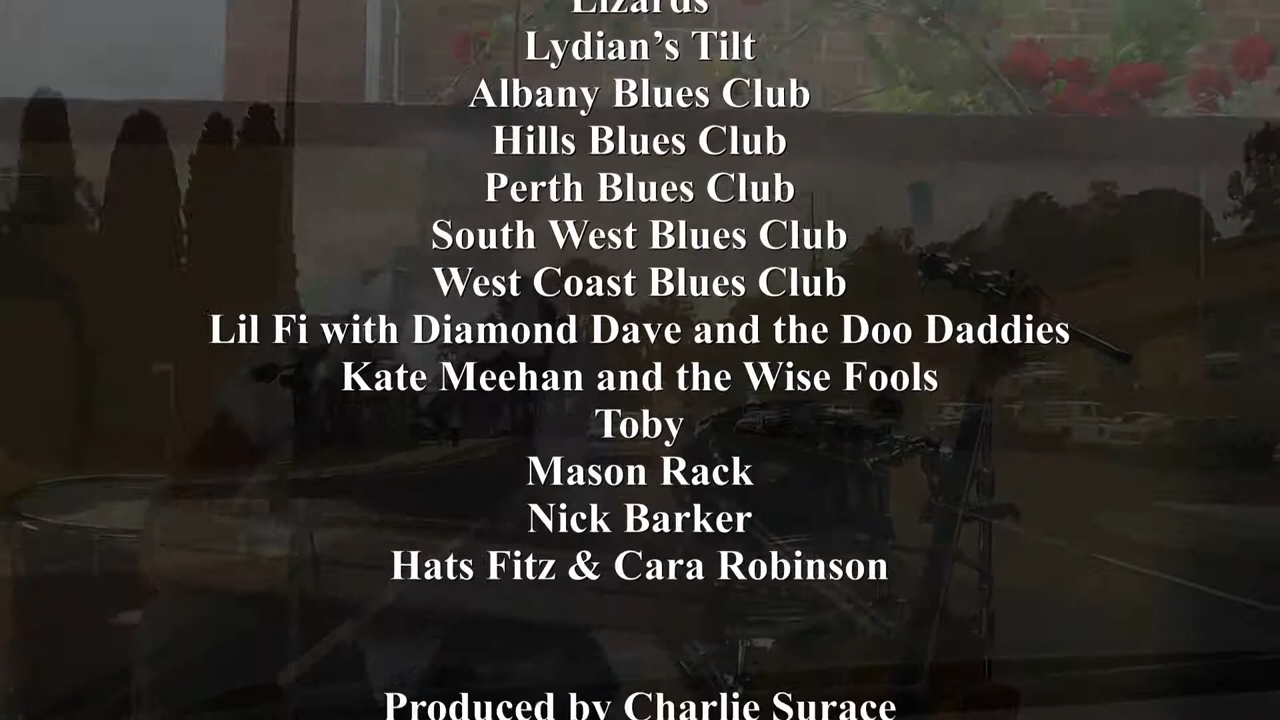 Lizards
Lydian’s Tilt
Albany Blues Club
Hills Blues Club
Perth Blues Club
South West Blues Club
West Coast Blues Club
Lil Fi with Diamond Dave and the Doo Daddies
Kate Meehan and the Wise Fools
Toby
Mason Rack
Nick Barker
Hats Fitz & Cara Robinson
Produced by Charlie Surace